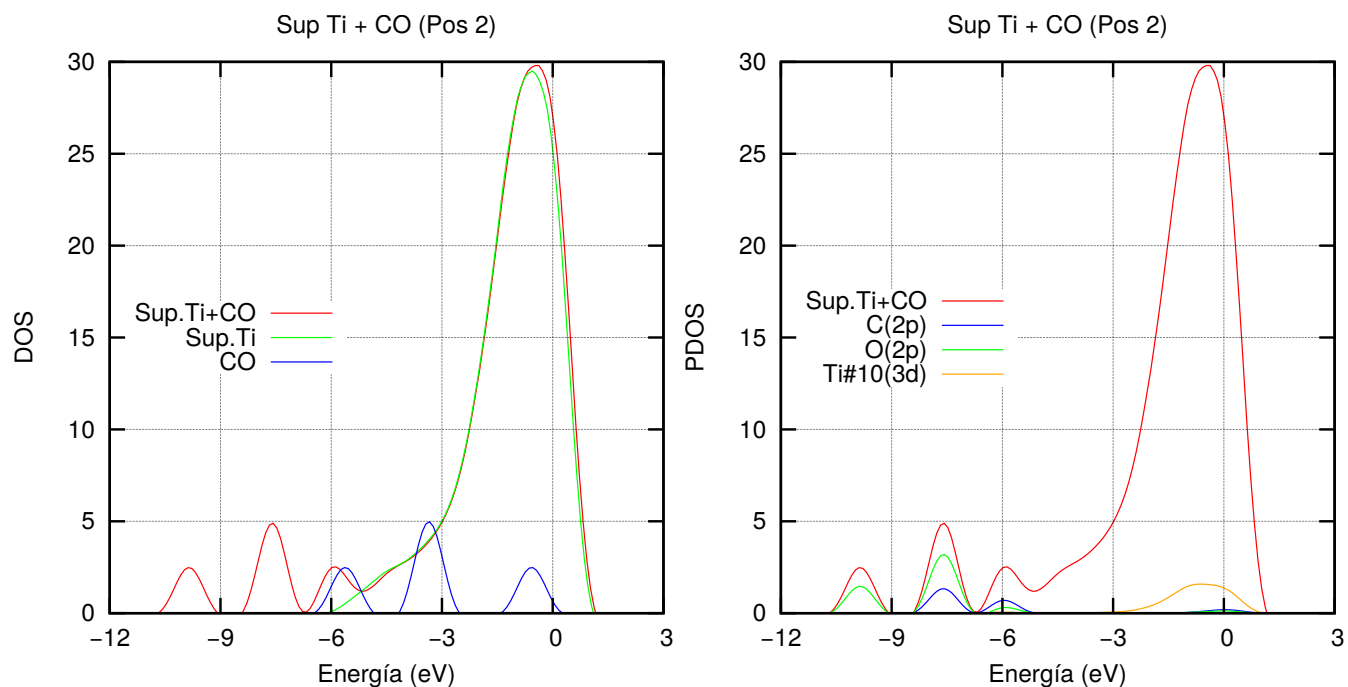 Sup Ti + CO (Pos 2)
30
25
20
15
10
5
0
DOS
Sup.Ti+CO
Sup.Ti
CO
−12
−9
−6
−3
0
3
Energía (eV)
Sup Ti + CO (Pos 2)
30
25
20
15
10
5
0
PDOS
Sup.Ti+CO
C(2p)
O(2p)
Ti#10(3d)
−12
−9
−6
−3
0
3
Energía (eV)